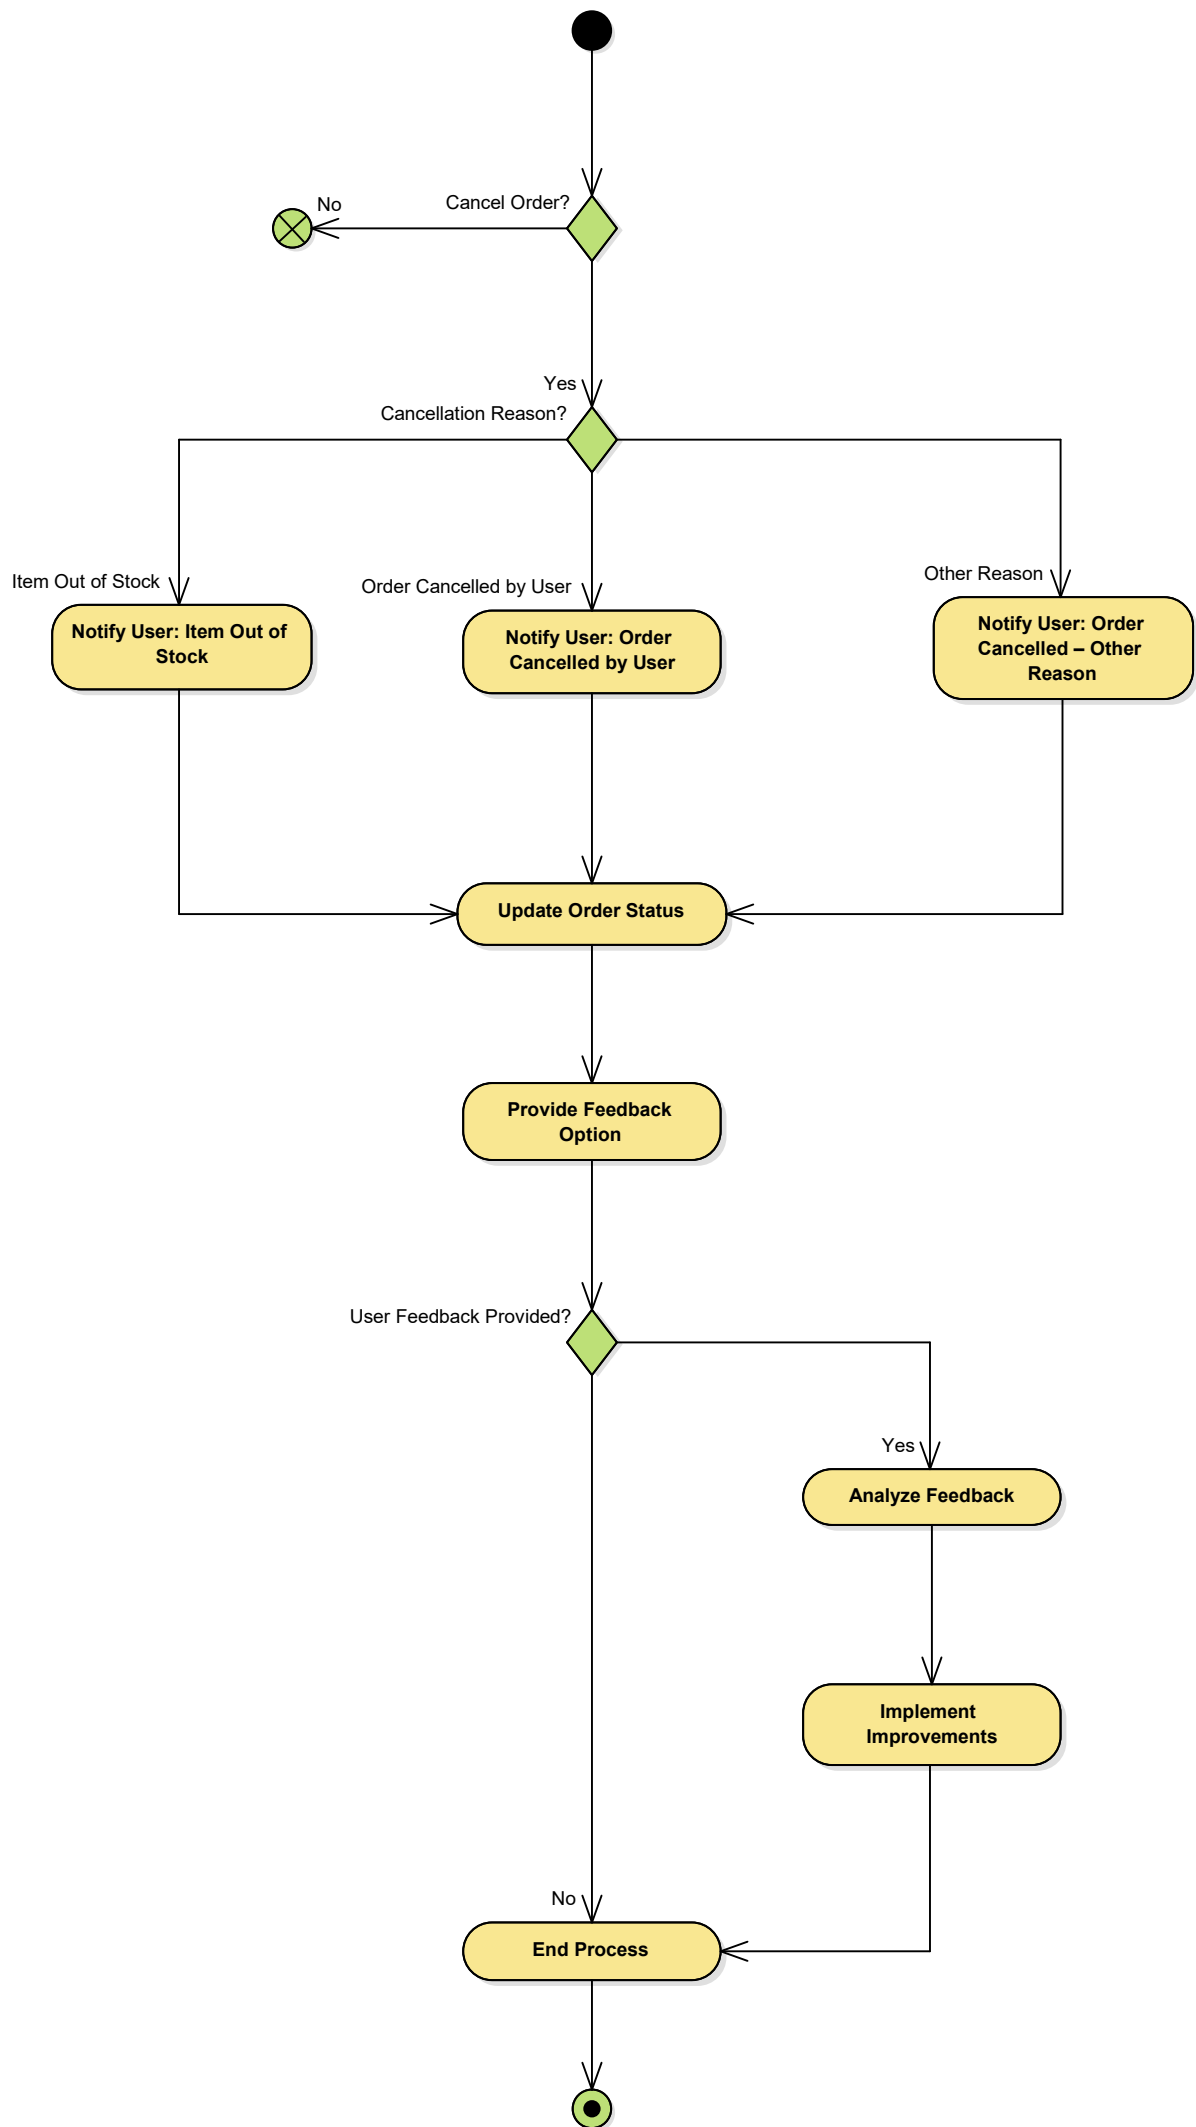 Cancel Order?
No
Yes
Cancellation Reason?
Item Out of Stock
Order Cancelled by User
Other Reason
Notify User: Item Out of
Stock
Notify User: Order
Cancelled by User
Notify User: Order
Cancelled – Other
Reason
Update Order Status
Provide Feedback
Option
User Feedback Provided?
Yes
Analyze Feedback
Implement
Improvements
No
End Process